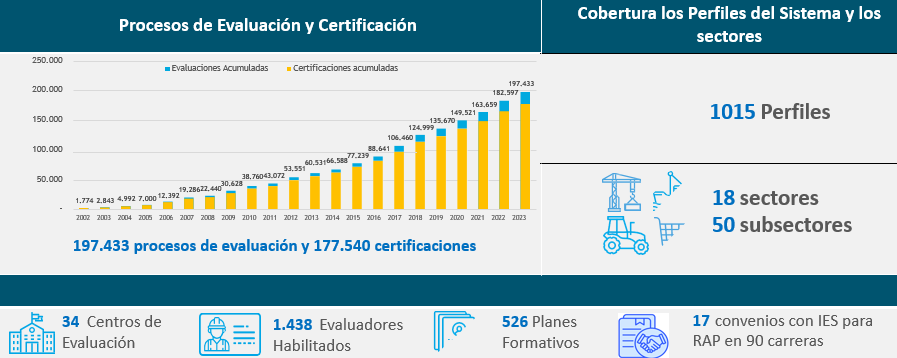 Procesos de Evaluación y Certificación
Cobertura los Perfiles del Sistema y los
sectores
250.000
Evaluaciones Acumuladas
Certificaciones acumuladas
200.000
150.000
100.000
50.000
-
1,774
2,843
4,992
7,000
12,392
19,286
22,440
30,628
38,760
43,072
53,551
60,531
66,588
77,239
88,641
106,460
124,999
135,670
149,521
163,659
182,597
197.433
2002
2003
2004
2005
2006
2007
2008
2009
2010
2011
2012
2013
2014
2015
2016
2017
2018
2019
2020
2021
2022
2023
197.433 procesos de evaluación y 177.540 certificaciones
1015 Perfiles
18 sectores
50 subsectores
34 Centros de
Evaluación
1.438 Evaluadores
Habilitados
526 Planes
Formativos
17 convenios con IES para
RAP en 90 carreras